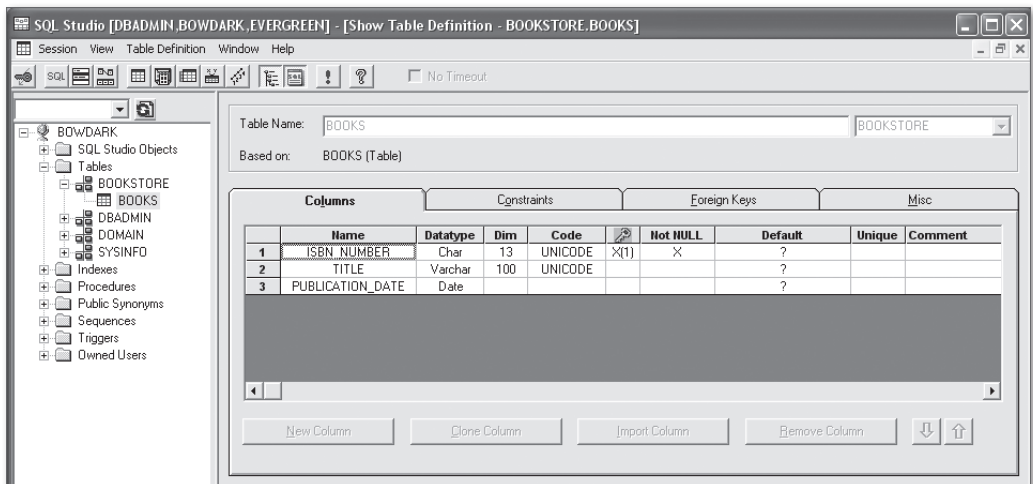 SQL Studio [DBADMIN,BOWDARK,EVERGREEN] - [Show Table Definition - BOOKSTORE.BOOKS]
Session View Table Definition Window Help
SQL No Timeout
BOWDARK
SQL Studio Objects
Tables
BOOKSTORE
BOOKS
DBADMIN
DOMAIN
SYSINFO
Indexes
Procedures
Public Synonyms
Sequences
Triggers
Owned Users
Table Name: BOOKS BOOKSTORE
Based on: BOOKS (Table)
Columns Constraints Foreign Keys Misc
Name Datatype Dim Code Not NULL Default Unique Comment
1 ISBN_NUMBER Char 13 UNICODE X(1) X ?
2 TITLE Varchar 100 UNICODE ?
3 PUBLICATION_DATE Date ?
New Column Clone Column Import Column Remove Column